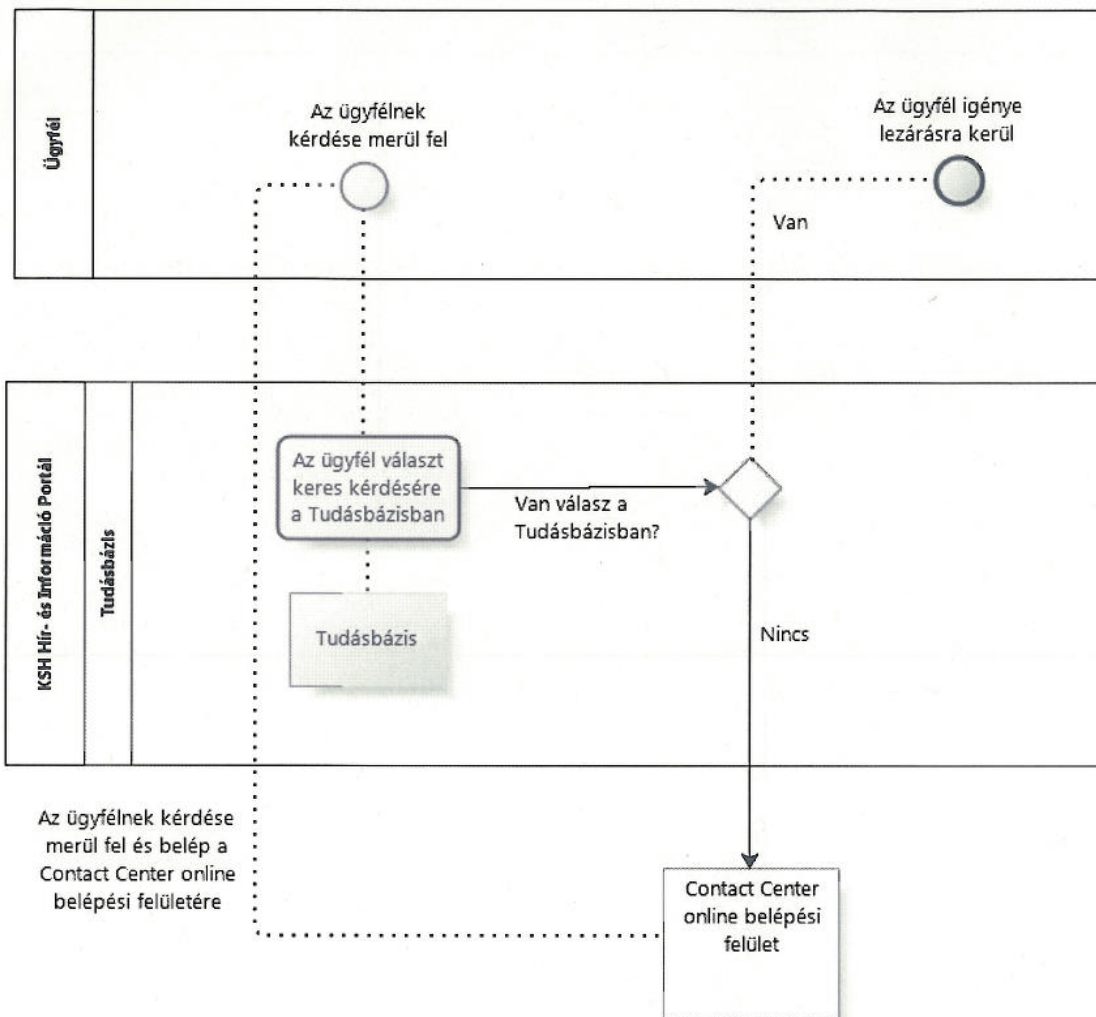 Ügyfél
Az ügyfélnek
kérdése merül fel
Az ügyfél igénye
lezárásra kerül
Van
KSH Hír- és Információ Portál
Tudásbázis
Az ügyfél választ
keres kérdésére
a Tudásbázisban
Van válasz a
Tudásbázisban?
Tudásbázis
Nincs
Az ügyfélnek kérdése
merül fel és belép a
Contact Center online
belépési felületére
Contact Center
online belépési
felület